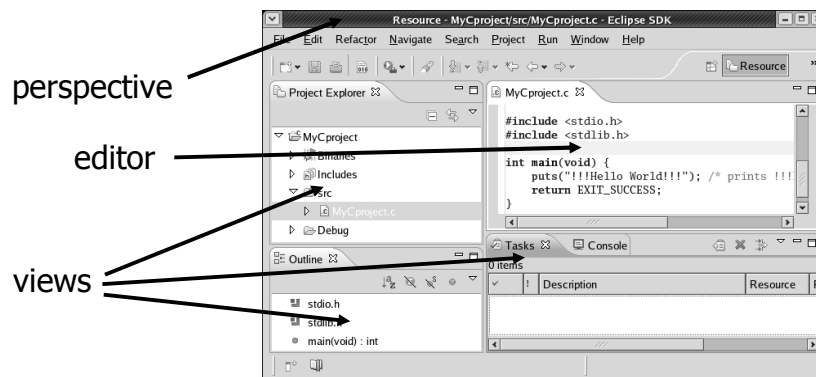 Resource - MyCproject/src/MyCproject.c - Eclipse SDK
File Edit Refactor Navigate Search Project Run Window Help
Resource
perspective
editor
views
Project Explorer
MyCproject
Binaries
Includes
src
MyCproject.c
Debug
MyCproject.c
#include <stdio.h>
#include <stdlib.h>
int main(void) {
puts("!!!Hello World!!!"); /* prints !!!
return EXIT_SUCCESS;
}
Outline
stdio.h
stdlib.h
main(void) : int
Tasks Console
0 items
! Description Resource